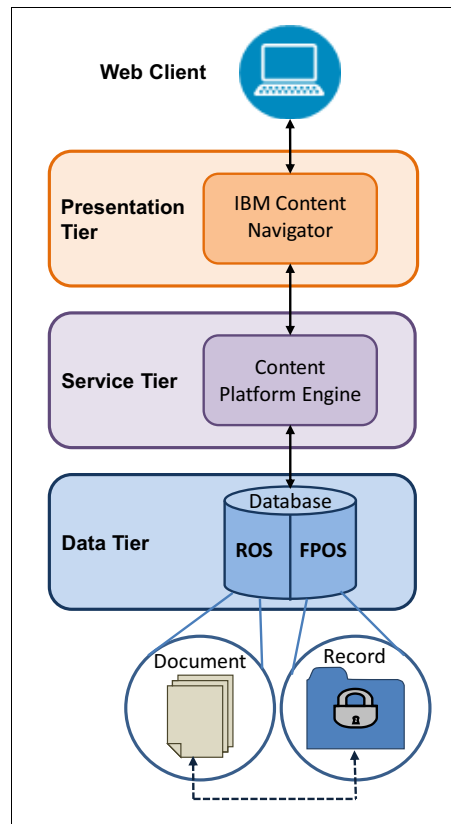 Web Client
Presentation
Tier
IBM Content
Navigator
Service Tier
Content
Platform Engine
Data Tier
Database
ROS
FPOS
Document
Record